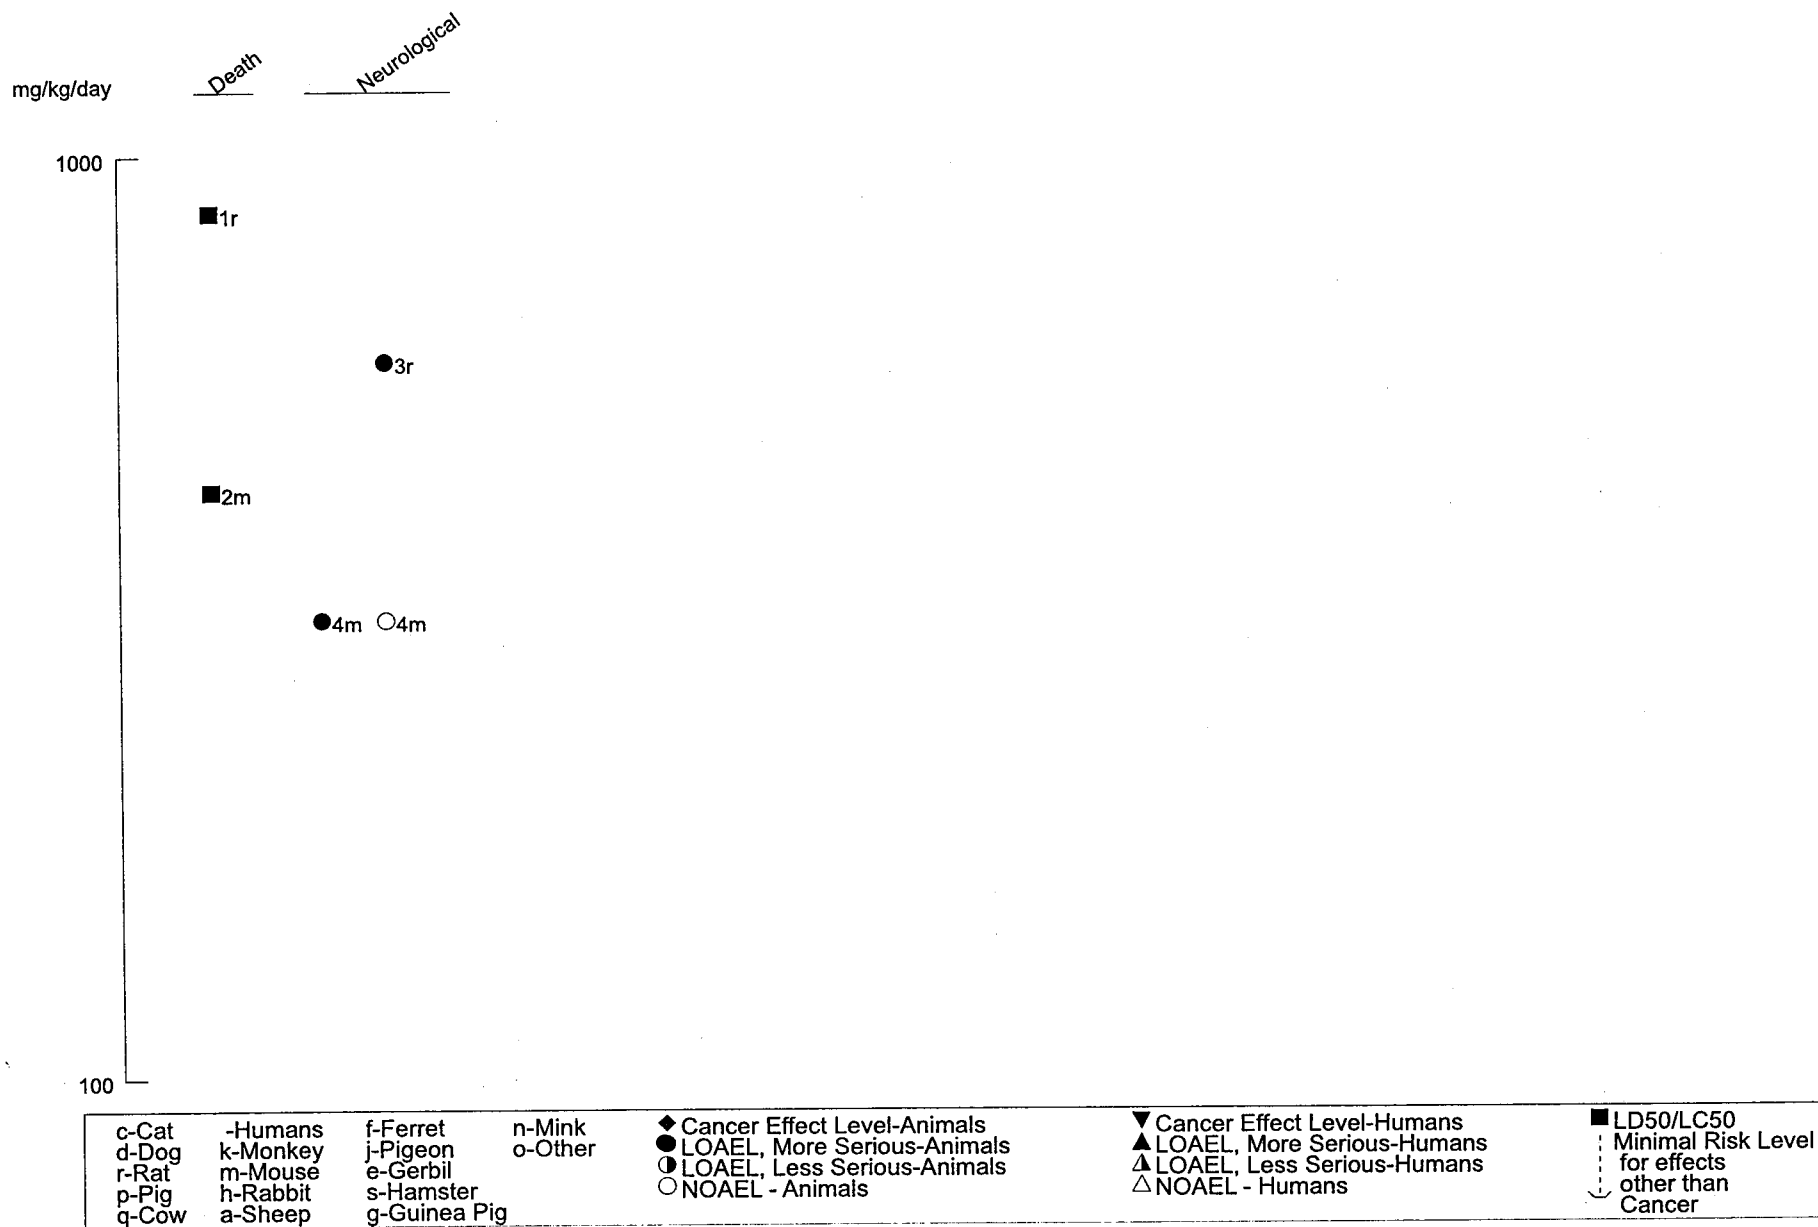 Death Neurological
mg/kg/day
1000
■1r
●3r
■2m
●4m ○4m
100
c-Cat -Humans f-Ferret n-Mink ◆Cancer Effect Level-Animals ▼Cancer Effect Level-Humans ■LD50/LC50
d-Dog k-Monkey j-Pigeon o-Other ●LOAEL, More Serious-Animals ▲LOAEL, More Serious-Humans Minimal Risk Level
r-Rat m-Mouse e-Gerbil ◑LOAEL, Less Serious-Animals ◮LOAEL, Less Serious-Humans for effects
p-Pig h-Rabbit s-Hamster ○NOAEL - Animals △NOAEL - Humans other than
q-Cow a-Sheep g-Guinea Pig Cancer